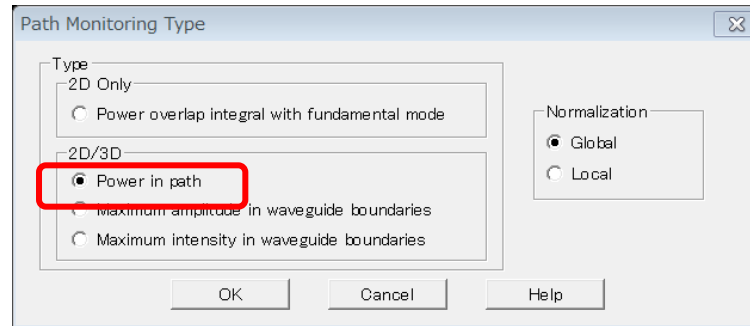 Path Monitoring Type
Type
2D Only
Power overlap integral with fundamental mode
2D/3D
Power in path
Maximum amplitude in waveguide boundaries
Maximum intensity in waveguide boundaries
Normalization
Global
Local
OK
Cancel
Help